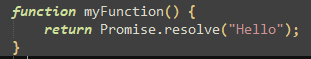 function myFunction() {
    return Promise.resolve("Hello");
}